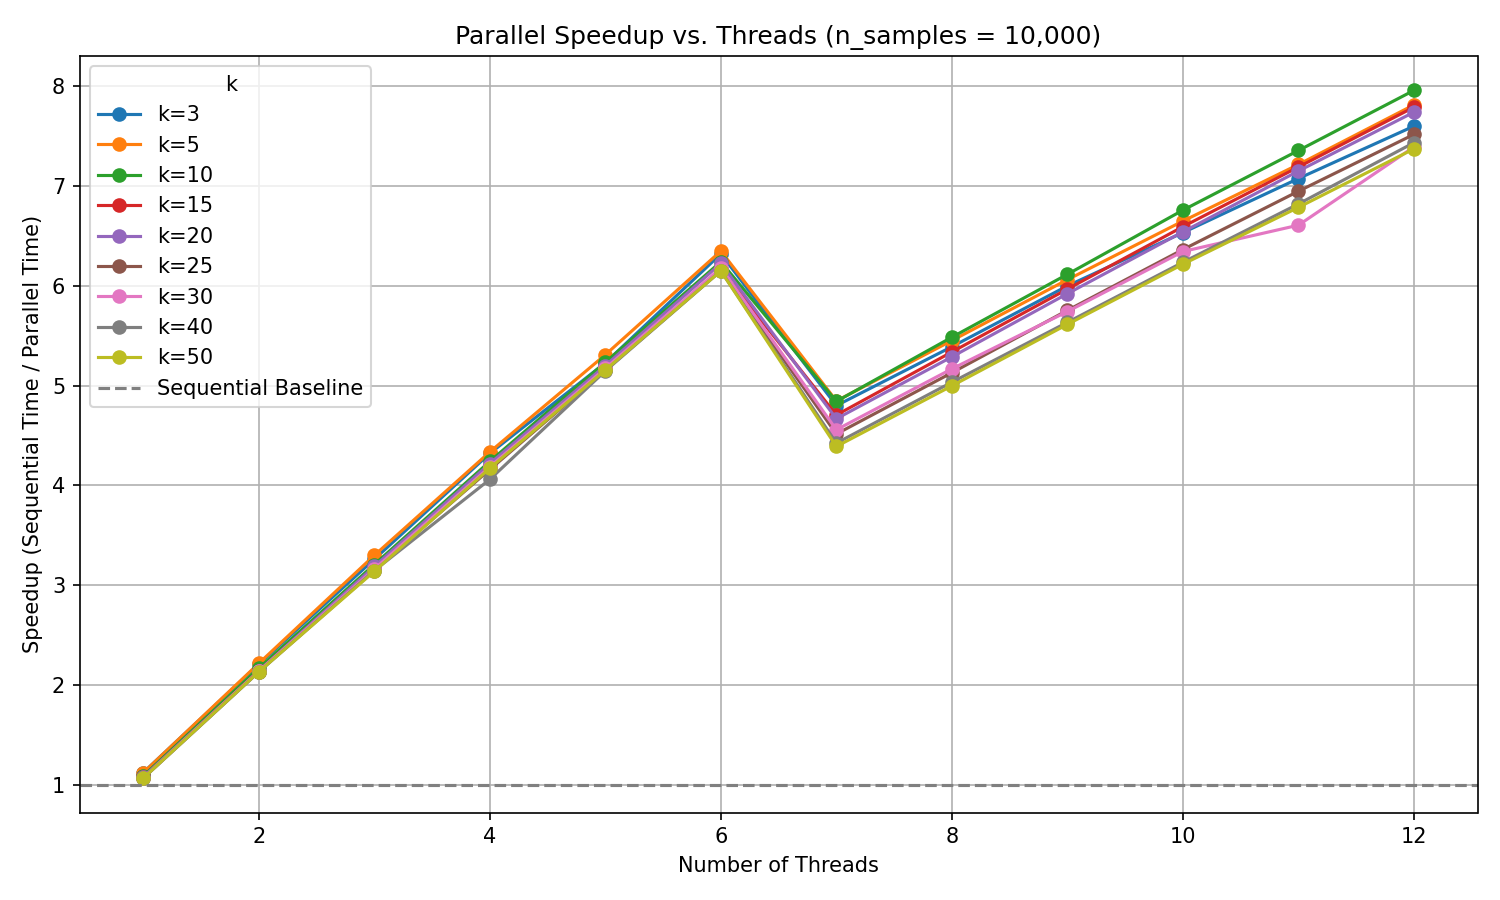 Parallel Speedup vs. Threads (n_samples = 10,000)
Speedup (Sequential Time / Parallel Time)
8
7
6
5
4
3
2
1
k
k=3
k=5
k=10
k=15
k=20
k=25
k=30
k=40
k=50
Sequential Baseline
2 4 6 8 10 12
Number of Threads